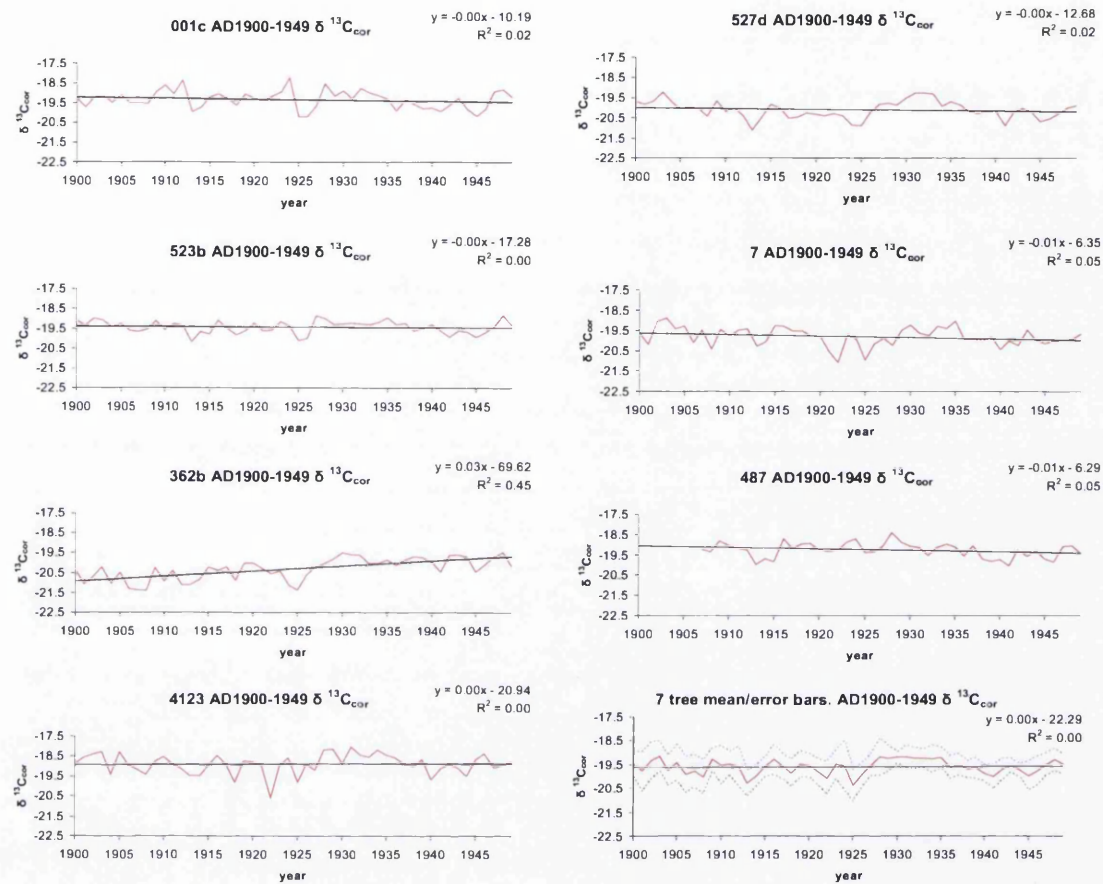 001c AD1900-1949 δ ¹³C_cor
y = -0.00x - 10.19
R² = 0.02
-17.5
-18.5
-19.5
-20.5
-21.5
-22.5
δ ¹³C_cor
1900 1905 1910 1915 1920 1925 1930 1935 1940 1945
year
527d AD1900-1949 δ ¹³C_cor
y = -0.00x - 12.68
R² = 0.02
-17.5
-18.5
-19.5
-20.5
-21.5
-22.5
δ ¹³C_cor
1900 1905 1910 1915 1920 1925 1930 1935 1940 1945
year
523b AD1900-1949 δ ¹³C_cor
y = -0.00x - 17.28
R² = 0.00
-17.5
-18.5
-19.5
-20.5
-21.5
-22.5
δ ¹³C_cor
1900 1905 1910 1915 1920 1925 1930 1935 1940 1945
year
7 AD1900-1949 δ ¹³C_cor
y = -0.01x - 6.35
R² = 0.05
-17.5
-18.5
-19.5
-20.5
-21.5
-22.5
δ ¹³C_cor
1900 1905 1910 1915 1920 1925 1930 1935 1940 1945
year
362b AD1900-1949 δ ¹³C_cor
y = 0.03x - 69.62
R² = 0.45
-17.5
-18.5
-19.5
-20.5
-21.5
-22.5
δ ¹³C_cor
1900 1905 1910 1915 1920 1925 1930 1935 1940 1945
year
487 AD1900-1949 δ ¹³C_cor
y = -0.01x - 6.29
R² = 0.05
-17.5
-18.5
-19.5
-20.5
-21.5
-22.5
δ ¹³C_cor
1900 1905 1910 1915 1920 1925 1930 1935 1940 1945
year
4123 AD1900-1949 δ ¹³C_cor
y = 0.00x - 20.94
R² = 0.00
-17.5
-18.5
-19.5
-20.5
-21.5
-22.5
δ ¹³C_cor
1900 1905 1910 1915 1920 1925 1930 1935 1940 1945
year
7 tree mean/error bars. AD1900-1949 δ ¹³C_cor
y = 0.00x - 22.29
R² = 0.00
-17.5
-18.5
-19.5
-20.5
-21.5
-22.5
δ ¹³C_cor
1900 1905 1910 1915 1920 1925 1930 1935 1940 1945
year